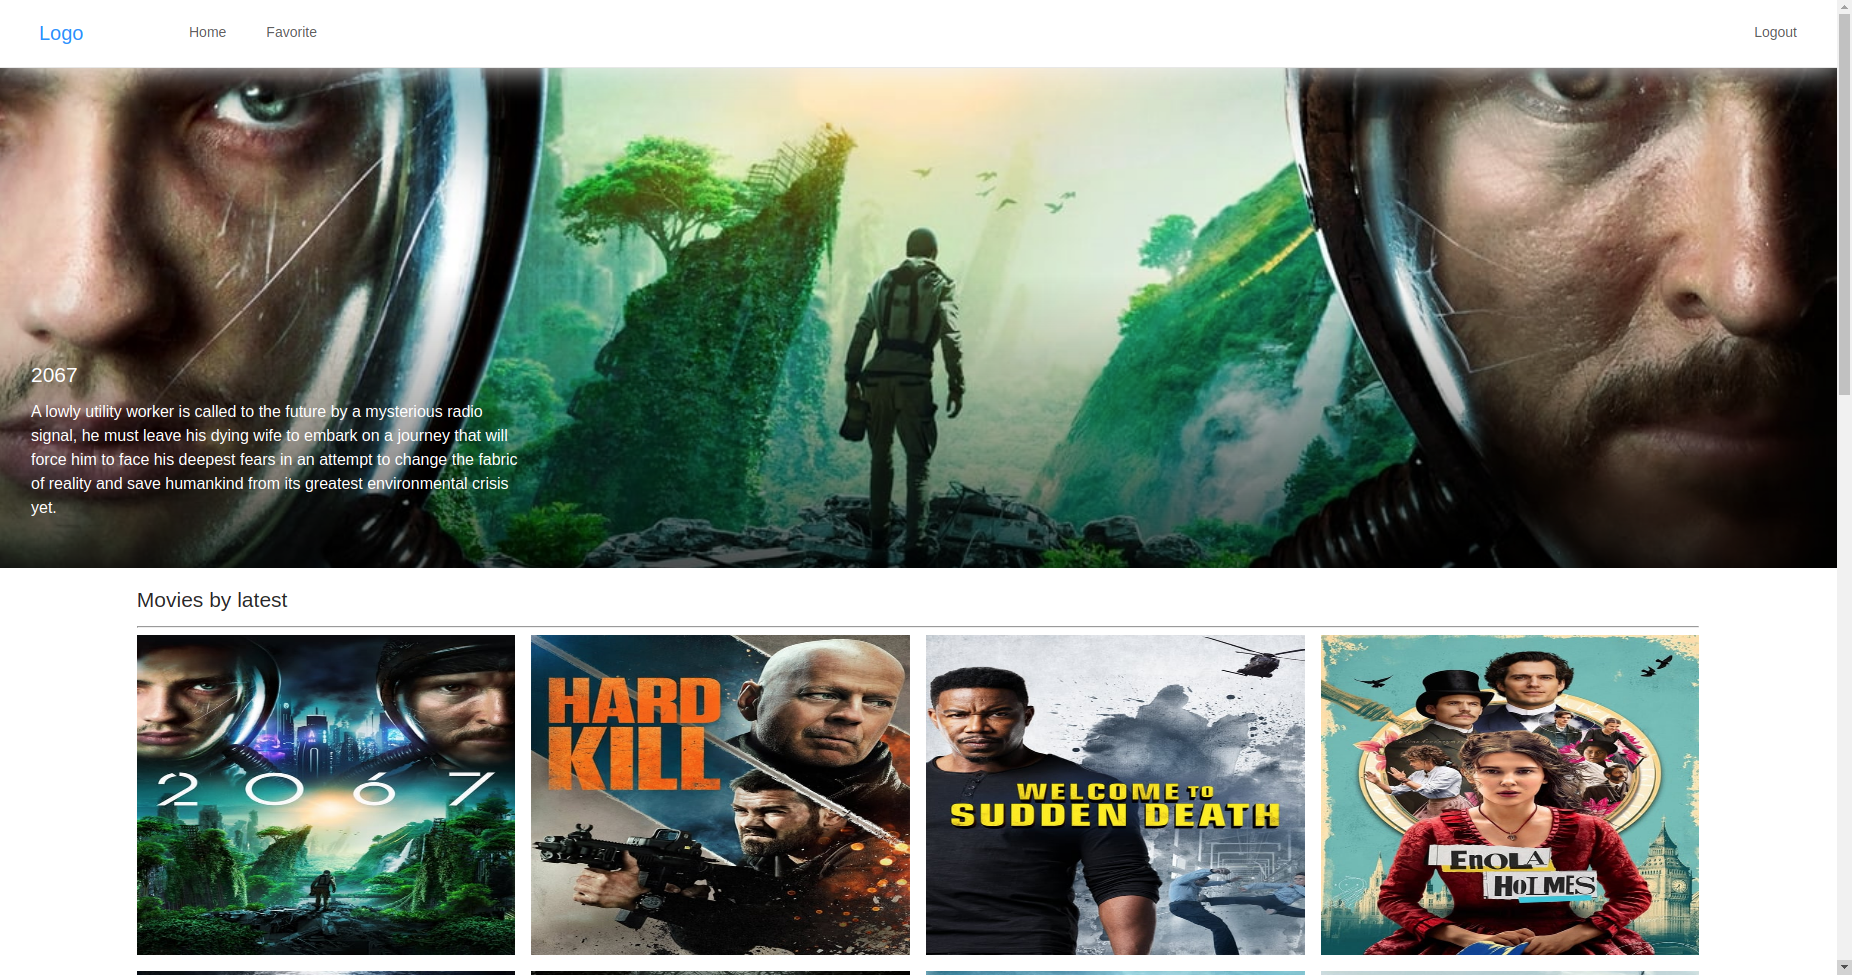 Logo
Home
Favorite
Logout
2067
A lowly utility worker is called to the future by a mysterious radio
signal, he must leave his dying wife to embark on a journey that will
force him to face his deepest fears in an attempt to change the fabric
of reality and save humankind from its greatest environmental crisis
yet.
Movies by latest
2067
HARD
KILL
WELCOME TO
SUDDEN DEATH
ENOLA
HOLMES